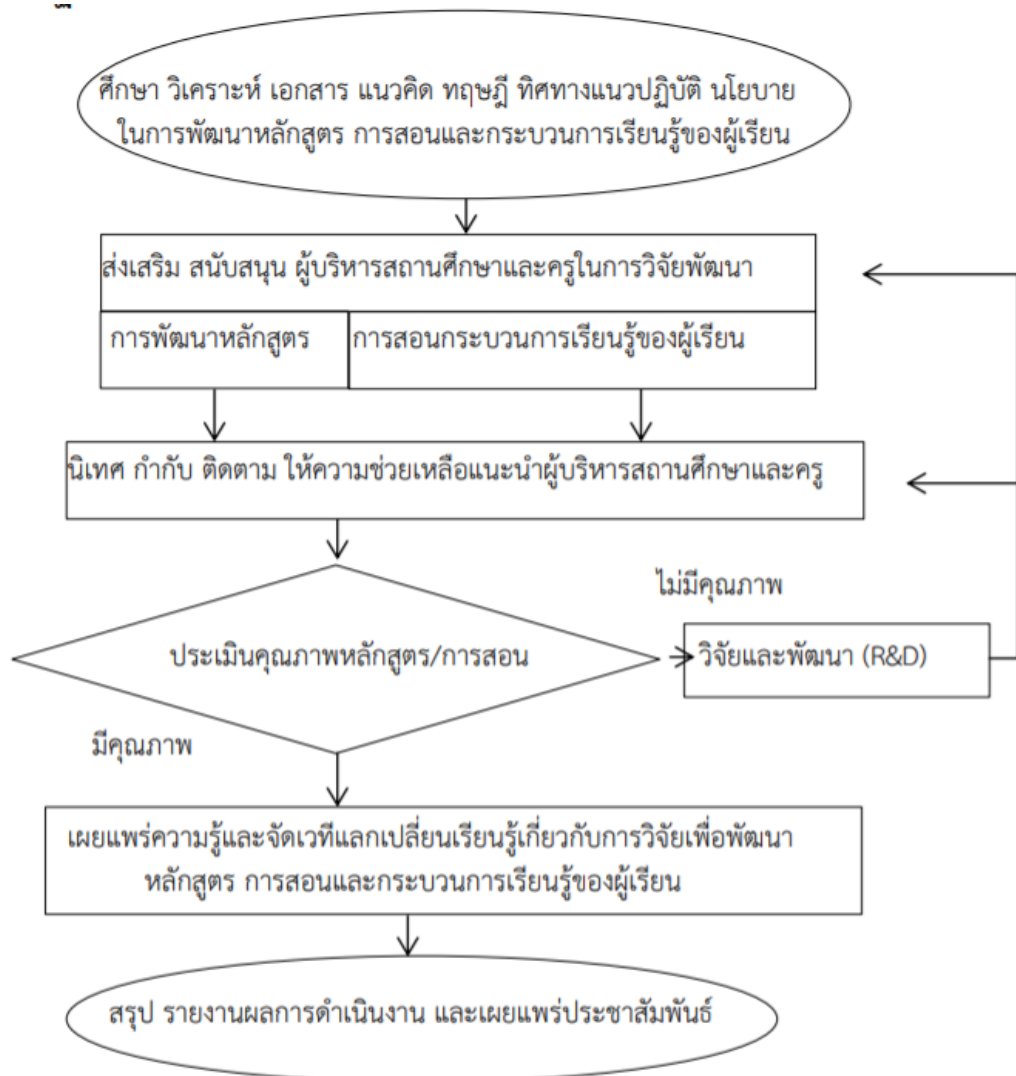 ศึกษา วิเคราะห์ เอกสาร แนวคิด ทฤษฎี ทิศทางแนวปฏิบัติ นโยบาย
ในการพัฒนาหลักสูตร การสอนและกระบวนการเรียนรู้ของผู้เรียน
ส่งเสริม สนับสนุน ผู้บริหารสถานศึกษาและครูในการวิจัยพัฒนา
การพัฒนาหลักสูตร
การสอนกระบวนการเรียนรู้ของผู้เรียน
นิเทศ กำกับ ติดตาม ให้ความช่วยเหลือแนะนำผู้บริหารสถานศึกษาและครู
ไม่มีคุณภาพ
ประเมินคุณภาพหลักสูตร/การสอน
วิจัยและพัฒนา (R&D)
มีคุณภาพ
เผยแพร่ความรู้และจัดเวทีแลกเปลี่ยนเรียนรู้เกี่ยวกับการวิจัยเพื่อพัฒนา
หลักสูตร การสอนและกระบวนการเรียนรู้ของผู้เรียน
สรุป รายงานผลการดำเนินงาน และเผยแพร่ประชาสัมพันธ์